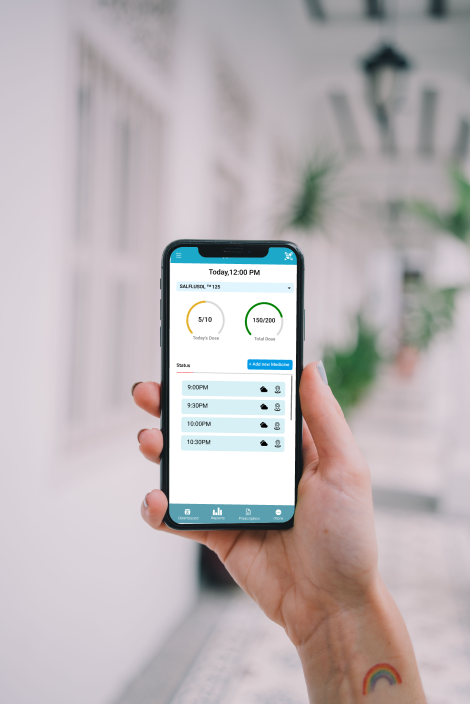 Today,12:00 PM
SALFLUSOL™ 125
5/10
150/200
Today's Dose
Total Dose
Status
+ Add new Medicine
9:00PM
9:30PM
10:00PM
10:30PM
Dashboard
Reports
Prescription
More